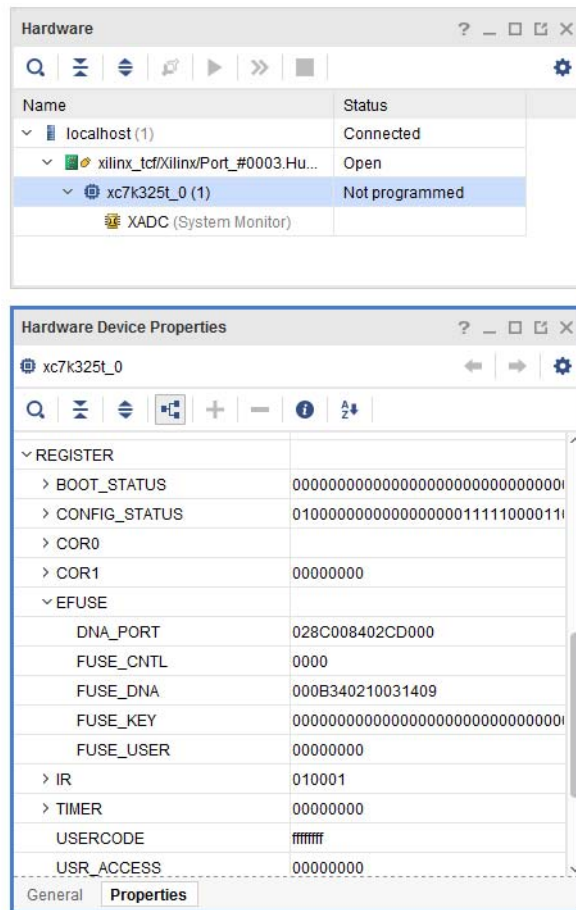 Hardware
Name Status
localhost (1) Connected
xilinx_tcf/Xilinx/Port_#0003.Hu... Open
xc7k325t_0 (1) Not programmed
XADC (System Monitor)
Hardware Device Properties
xc7k325t_0
REGISTER
BOOT_STATUS 00000000000000000000000000000000
CONFIG_STATUS 0100000000000000000111110000110
COR0
COR1 00000000
EFUSE
DNA_PORT 028C008402CD000
FUSE_CNTL 0000
FUSE_DNA 000B340210031409
FUSE_KEY 00000000000000000000000000000000
FUSE_USER 00000000
IR 010001
TIMER 00000000
USERCODE ffffffff
USR_ACCESS 00000000
General Properties